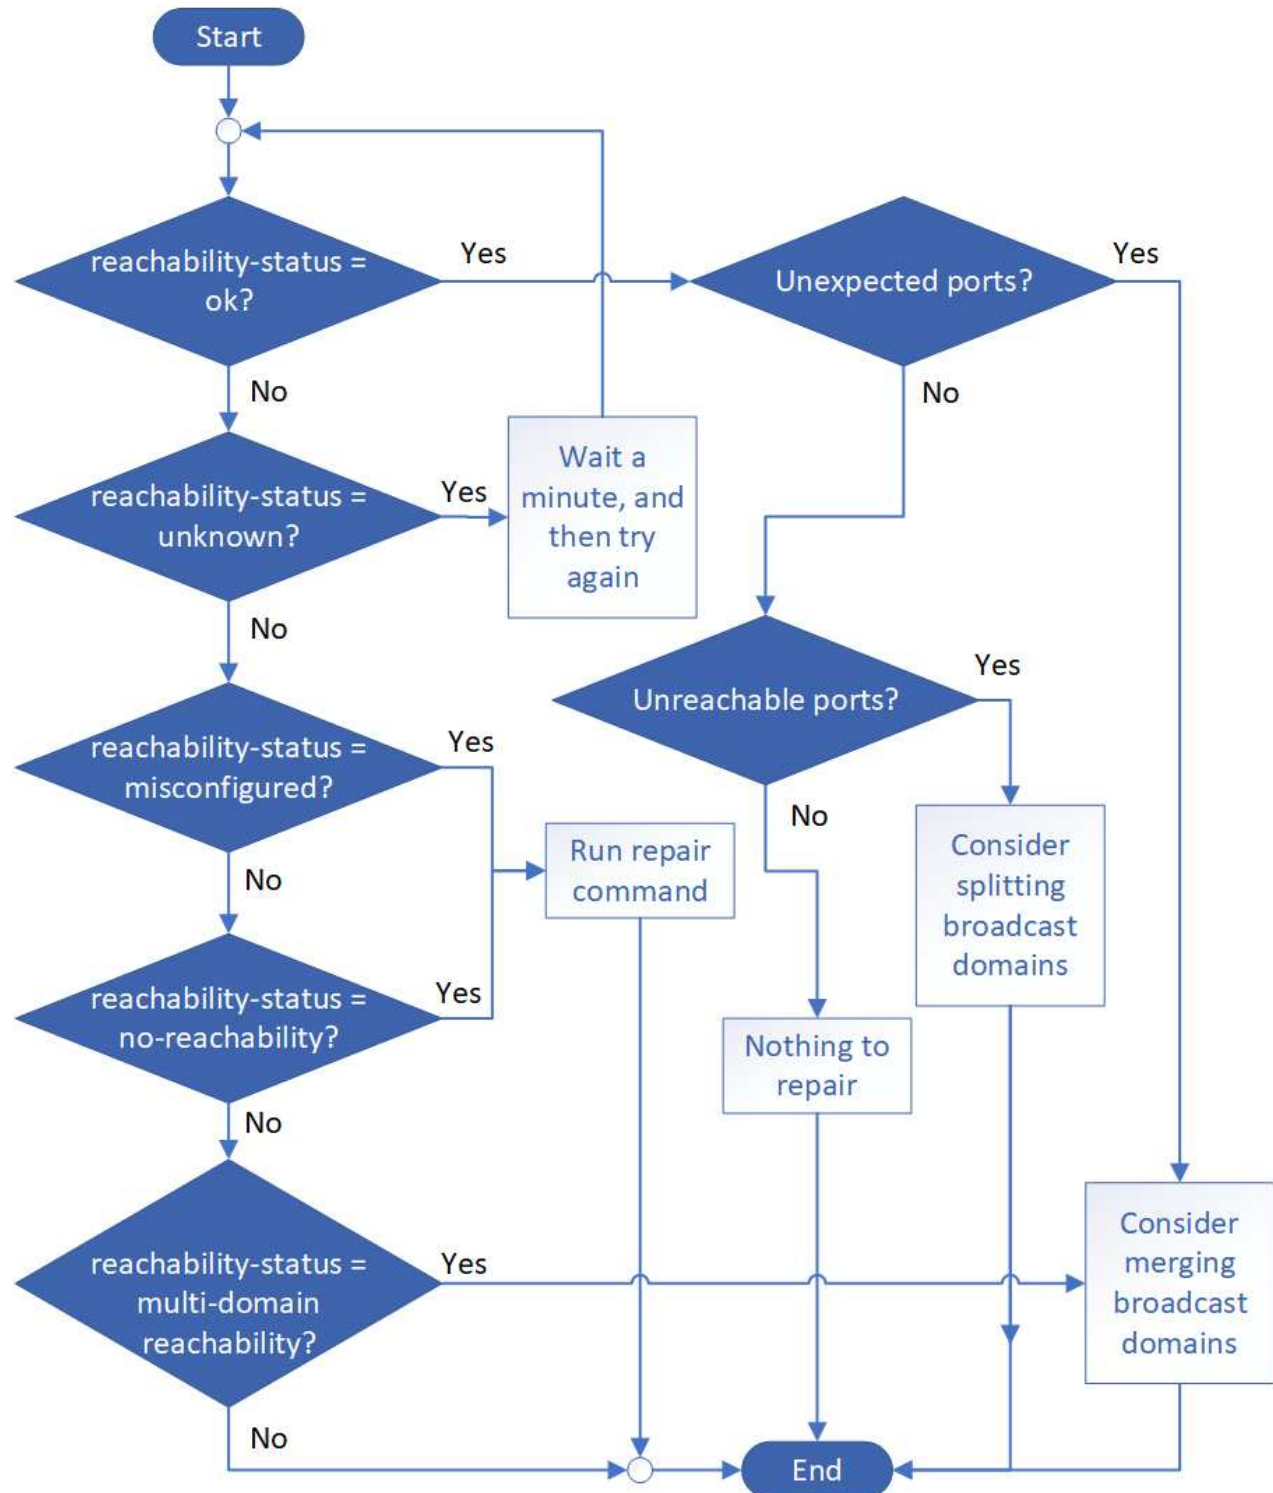 Start
reachability-status =
ok?
Yes
No
Unexpected ports?
Yes
No
reachability-status =
unknown?
Yes
No
Wait a
minute, and
then try
again
Unreachable ports?
Yes
No
reachability-status =
misconfigured?
Yes
No
Run repair
command
Consider
splitting
broadcast
domains
reachability-status =
no-reachability?
Yes
No
Nothing to
repair
reachability-status =
multi-domain
reachability?
Yes
No
Consider
merging
broadcast
domains
End